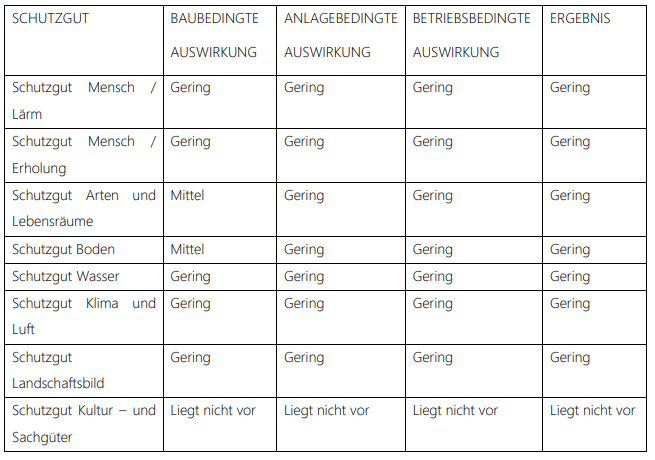 SCHUTZGUT BAUBEDINGTE ANLAGEBEDINGTE BETRIEBSBEDINGTE ERGEBNIS
AUSWIRKUNG AUSWIRKUNG AUSWIRKUNG
Schutzgut Mensch / Gering Gering Gering Gering
Lärm
Schutzgut Mensch / Gering Gering Gering Gering
Erholung
Schutzgut Arten und Mittel Gering Gering Gering
Lebensräume
Schutzgut Boden Mittel Gering Gering Gering
Schutzgut Wasser Gering Gering Gering Gering
Schutzgut Klima und Gering Gering Gering Gering
Luft
Schutzgut Gering Gering Gering Gering
Landschaftsbild
Schutzgut Kultur – und Liegt nicht vor Liegt nicht vor Liegt nicht vor Liegt nicht vor
Sachgüter